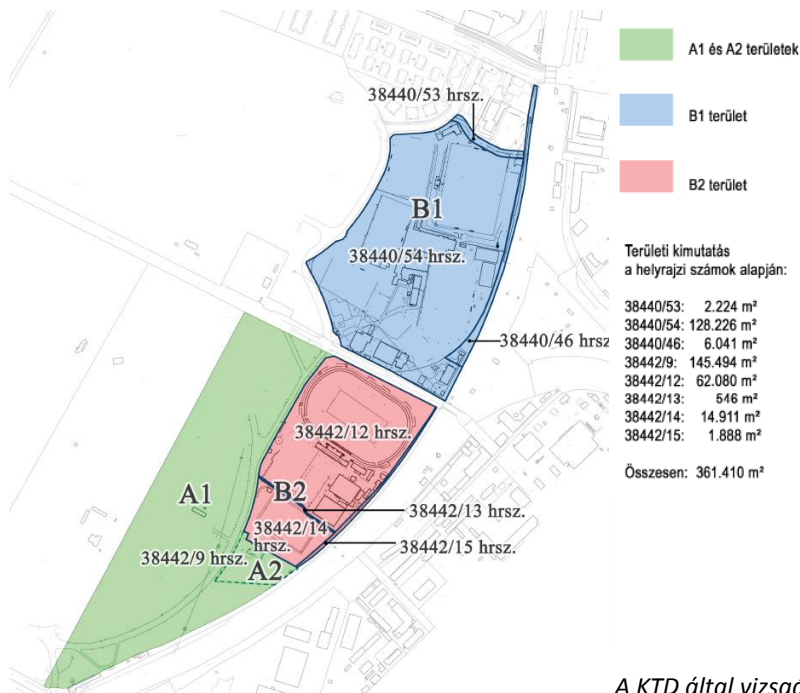 38440/53 hrsz.
B1
38440/54 hrsz.
38440/46 hrsz
38442/12 hrsz.
A1
B2
38442/13 hrsz.
38442/14
hrsz.
38442/15 hrsz.
38442/9 hrsz.
A2
A1 és A2 területek
B1 terület
B2 terület
Területi kimutatás
a helyrajzi számok alapján:
38440/53: 2.224 m²
38440/54: 128.226 m²
38440/46: 6.041 m²
38442/9: 145.494 m²
38442/12: 62.080 m²
38442/13: 546 m²
38442/14: 14.911 m²
38442/15: 1.888 m²
Összesen: 361.410 m²
A KTD által